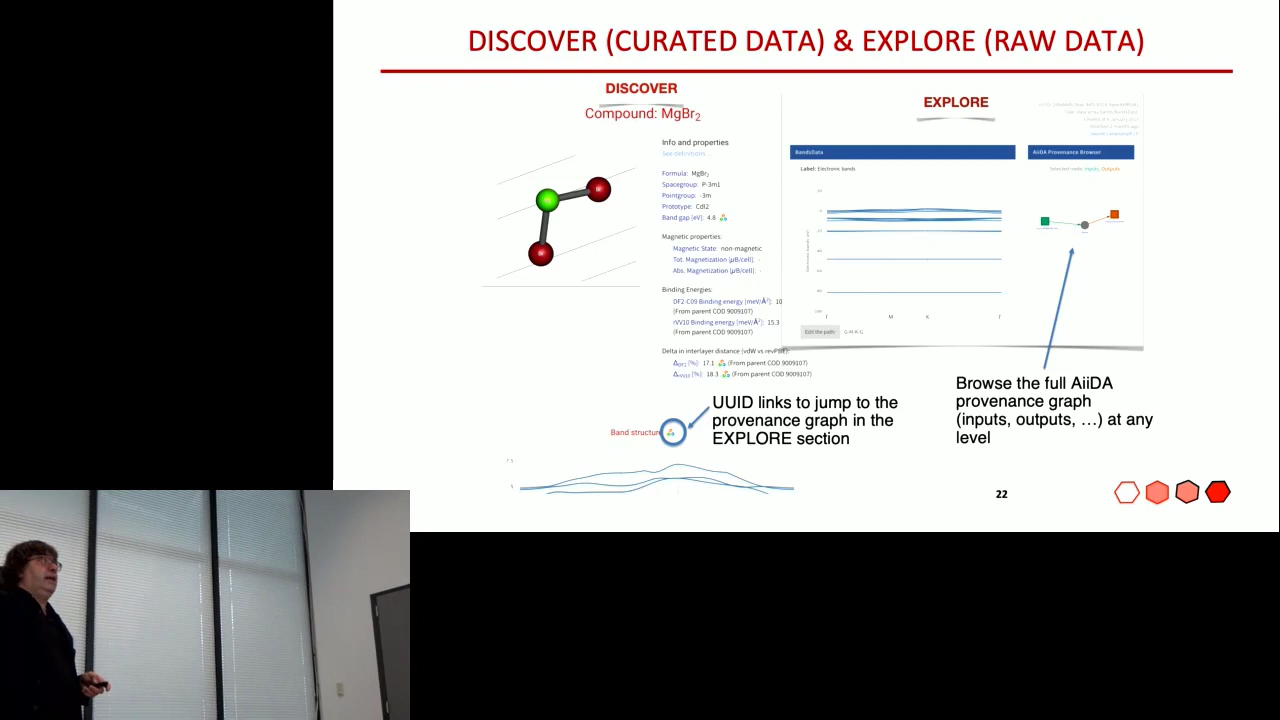 DISCOVER (CURATED DATA) & EXPLORE (RAW DATA)
DISCOVER
Compound: MgBr2
Info and properties
See definitions...
Formula: MgBr2
Spacegroup: P-3m1
Pointgroup: -3m
Prototype: CdI2
Band gap [eV]: 4.8
Magnetic properties:
Magnetic State: non-magnetic
Tot. Magnetization [μB/cell]: -
Abs. Magnetization [μB/cell]: -
Binding Energies:
DF2-C09 Binding energy [meV/Å2]: 10
(From parent COD 9009107)
rVV10 Binding energy [meV/Å2]: 15.3
(From parent COD 9009107)
Delta in interlayer distance (vdW vs revPBE):
ΔDF2 [%]: 17.1 (From parent COD 9009107)
ΔrVV10 [%]: 18.3 (From parent COD 9009107)
Band structure
UUID links to jump to the
provenance graph in the
EXPLORE section
EXPLORE
BandsData
Label: Electronic bands
Γ M K Γ
Edit the path G-M-K-G
AiiDA Provenance Browser
Selected node, Inputs, Outputs
Browse the full AiiDA
provenance graph
(inputs, outputs, …) at any
level
22